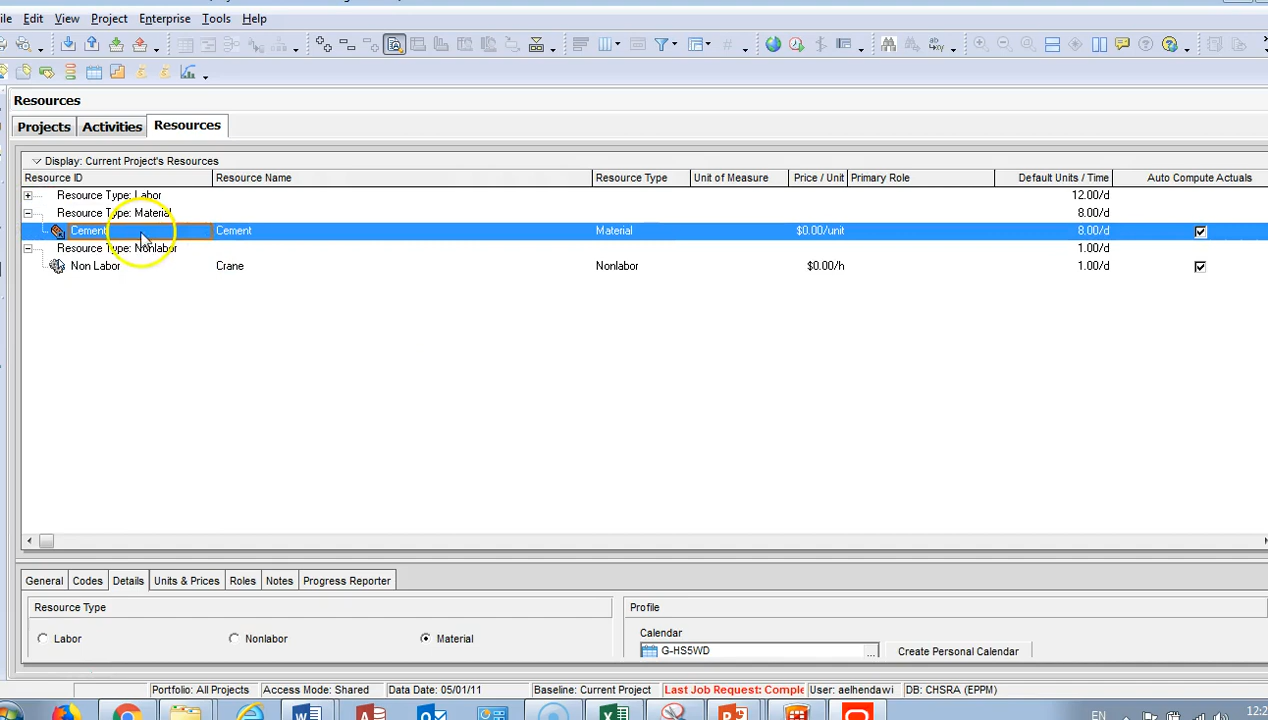 ile Edit View Project Enterprise Tools Help
Resources
Projects Activities Resources
Display: Current Project's Resources
Resource ID Resource Name Resource Type Unit of Measure Price / Unit Primary Role Default Units / Time Auto Compute Actuals
Resource Type: Labor 12.00/d
Resource Type: Material 8.00/d
Cement Cement Material $0.00/unit 8.00/d
Resource Type: Nonlabor 1.00/d
Non Labor Crane Nonlabor $0.00/h 1.00/d
General Codes Details Units & Prices Roles Notes Progress Reporter
Resource Type Profile
Labor Nonlabor Material Calendar
G-HS5WD ... Create Personal Calendar
Portfolio: All Projects Access Mode: Shared Data Date: 05/01/11 Baseline: Current Project Last Job Request: Comple User: aelhendawi DB: CHSRA (EPPM)
EN 12:2